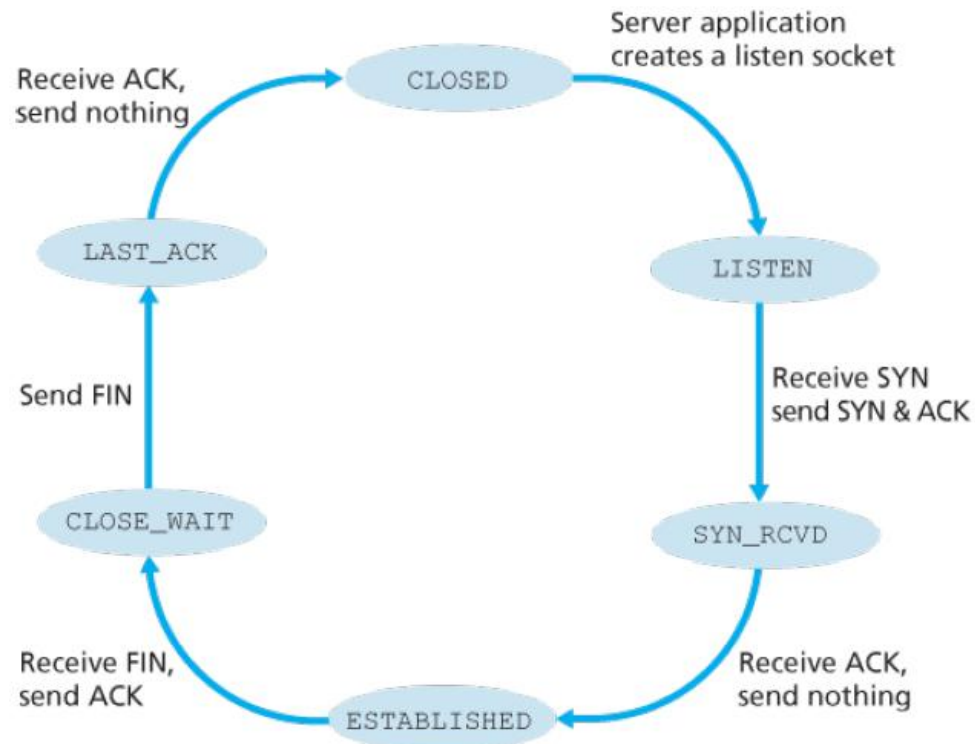 Server application
creates a listen socket
Receive ACK,
send nothing
CLOSED
LAST_ACK
LISTEN
Send FIN
Receive SYN
send SYN & ACK
CLOSE_WAIT
SYN_RCVD
Receive FIN,
send ACK
Receive ACK,
send nothing
ESTABLISHED